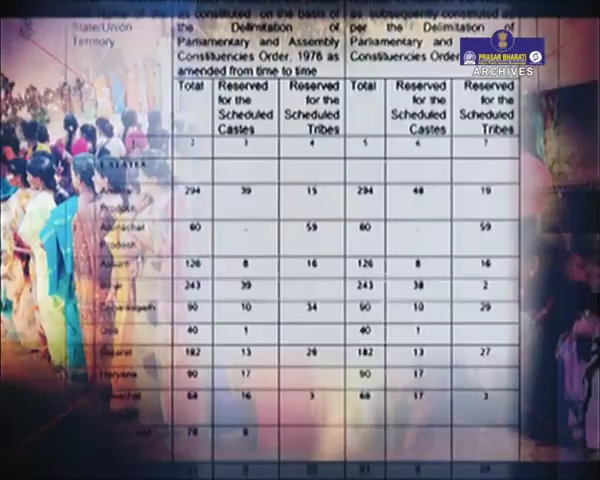 as constituted on the basis of as subsequently constituted as
State/Union the Delimitation of per the Delimitation of
Territory Parliamentary and Assembly Parliamentary and
Constituencies Order, 1976 as Constituencies Order
amended from time to time
PRASAR BHARATI
ARCHIVES
Total Reserved for the Scheduled Castes Reserved for the Scheduled Tribes Total Reserved for the Scheduled Castes Reserved for the Scheduled Tribes
1 2 3 4 5 6 7
I. STATES
294 39 15 294 48 19
Pradesh
Arunachal 60 - 59 60 - 59
Pradesh
Assam 126 8 16 126 8 16
Bihar 243 39 243 38 2
Chhattisgarh 90 10 34 90 10 29
Goa 40 1 40 1
Gujarat 182 13 26 182 13 27
Haryana 90 17 90 17
Himachal 68 16 3 68 17 3
76 6